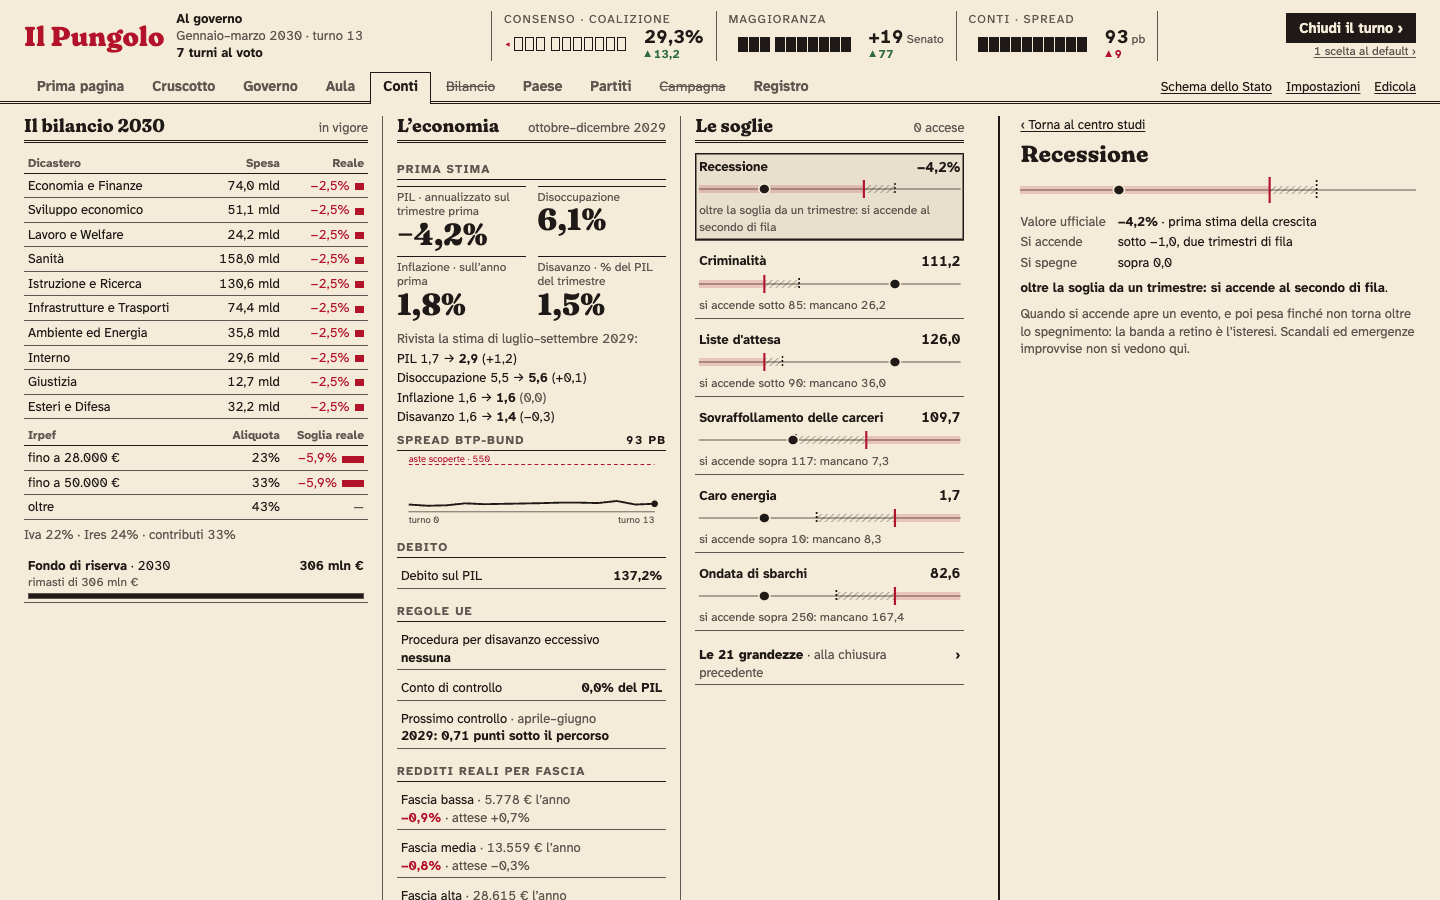 Il Pungolo
Al governo
Gennaio–marzo 2030 · turno 13
7 turni al voto
CONSENSO · COALIZIONE
29,3%
▲13,2
MAGGIORANZA
+19 Senato
▲77
CONTI · SPREAD
93 pb
▲9
Chiudi il turno ›
1 scelta al default ›
Prima pagina
Cruscotto
Governo
Aula
Conti
Bilancio
Paese
Partiti
Campagna
Registro
Schema dello Stato
Impostazioni
Edicola
Il bilancio 2030 in vigore
Dicastero Spesa Reale
Economia e Finanze 74,0 mld –2,5%
Sviluppo economico 51,1 mld –2,5%
Lavoro e Welfare 24,2 mld –2,5%
Sanità 158,0 mld –2,5%
Istruzione e Ricerca 130,6 mld –2,5%
Infrastrutture e Trasporti 74,4 mld –2,5%
Ambiente ed Energia 35,8 mld –2,5%
Interno 29,6 mld –2,5%
Giustizia 12,7 mld –2,5%
Esteri e Difesa 32,2 mld –2,5%
Irpef Aliquota Soglia reale
fino a 28.000 € 23% –5,9%
fino a 50.000 € 33% –5,9%
oltre 43% —
Iva 22% · Ires 24% · contributi 33%
Fondo di riserva · 2030 306 mln €
rimasti di 306 mln €
L'economia ottobre–dicembre 2029
PRIMA STIMA
PIL · annualizzato sul
trimestre prima
–4,2%
Disoccupazione
6,1%
Inflazione · sull'anno
prima
1,8%
Disavanzo · % del PIL
del trimestre
1,5%
Rivista la stima di luglio–settembre 2029:
PIL 1,7 → 2,9 (+1,2)
Disoccupazione 5,5 → 5,6 (+0,1)
Inflazione 1,6 → 1,6 (0,0)
Disavanzo 1,6 → 1,4 (–0,3)
SPREAD BTP-BUND 93 PB
aste scoperte · 550
turno 0 turno 13
DEBITO
Debito sul PIL 137,2%
REGOLE UE
Procedura per disavanzo eccessivo
nessuna
Conto di controllo 0,0% del PIL
Prossimo controllo · aprile–giugno
2029: 0,71 punti sotto il percorso
REDDITI REALI PER FASCIA
Fascia bassa · 5.778 € l'anno
–0,9% · attese +0,7%
Fascia media · 13.559 € l'anno
–0,8% · attese –0,3%
Fascia alta · 28.615 € l'anno
Le soglie 0 accese
Recessione –4,2%
oltre la soglia da un trimestre: si accende al
secondo di fila
Criminalità 111,2
si accende sotto 85: mancano 26,2
Liste d'attesa 126,0
si accende sotto 90: mancano 36,0
Sovraffollamento delle carceri 109,7
si accende sopra 117: mancano 7,3
Caro energia 1,7
si accende sopra 10: mancano 8,3
Ondata di sbarchi 82,6
si accende sopra 250: mancano 167,4
Le 21 grandezze · alla chiusura ›
precedente
‹ Torna al centro studi
Recessione
Valore ufficiale –4,2% · prima stima della crescita
Si accende sotto –1,0, due trimestri di fila
Si spegne sopra 0,0
oltre la soglia da un trimestre: si accende al secondo di fila.
Quando si accende apre un evento, e poi pesa finché non torna oltre
lo spegnimento: la banda a retino è l'isteresi. Scandali ed emergenze
improvvise non si vedono qui.